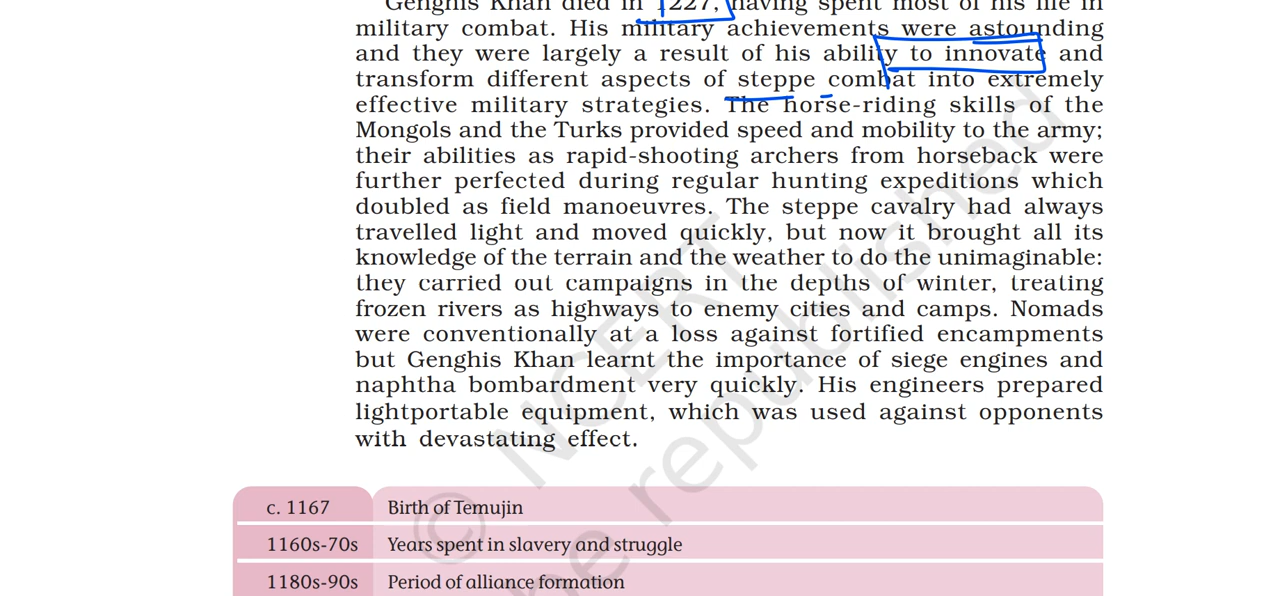 Genghis Khan died in 1227, having spent most of his life in
military combat. His military achievements were astounding
and they were largely a result of his ability to innovate and
transform different aspects of steppe combat into extremely
effective military strategies. The horse-riding skills of the
Mongols and the Turks provided speed and mobility to the army;
their abilities as rapid-shooting archers from horseback were
further perfected during regular hunting expeditions which
doubled as field manoeuvres. The steppe cavalry had always
travelled light and moved quickly, but now it brought all its
knowledge of the terrain and the weather to do the unimaginable:
they carried out campaigns in the depths of winter, treating
frozen rivers as highways to enemy cities and camps. Nomads
were conventionally at a loss against fortified encampments
but Genghis Khan learnt the importance of siege engines and
naphtha bombardment very quickly. His engineers prepared
lightportable equipment, which was used against opponents
with devastating effect.
© NCERT
be republished
c. 1167 Birth of Temujin
1160s-70s Years spent in slavery and struggle
1180s-90s Period of alliance formation